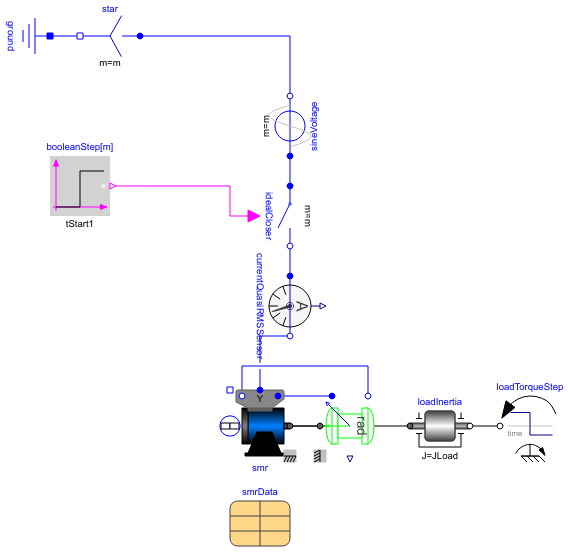 star
ground
m=m
sineVoltage
m=m
booleanStep[m]
tStart1
idealCloser
m=m
currentQuasiRMSSensor
A
Y
rad
smr
loadInertia
J=JLoad
loadTorqueStep
time
smrData